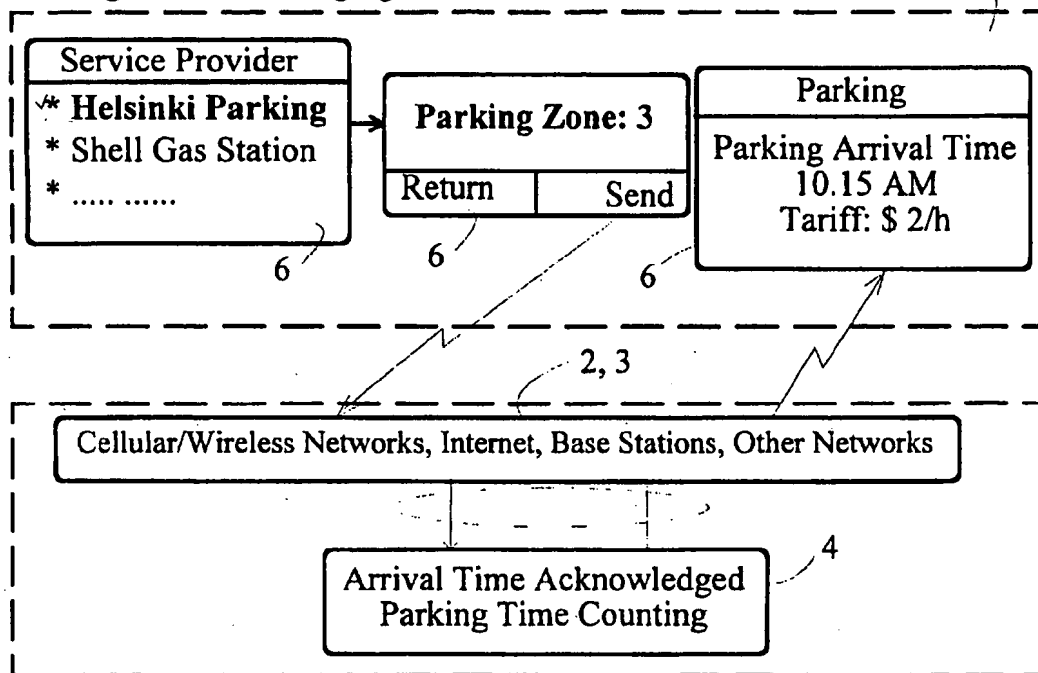 Service Provider
* Helsinki Parking
* Shell Gas Station
* ..... ......
6
Parking Zone: 3
Return
Send
6
Parking
Parking Arrival Time
10.15 AM
Tariff: $ 2/h
6
2, 3
Cellular/Wireless Networks, Internet, Base Stations, Other Networks
Arrival Time Acknowledged
Parking Time Counting
4